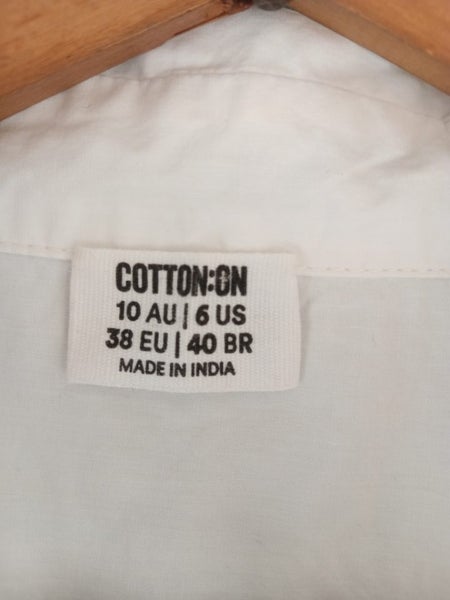 COTTON:ON
10 AU | 6 US
38 EU | 40 BR
MADE IN INDIA